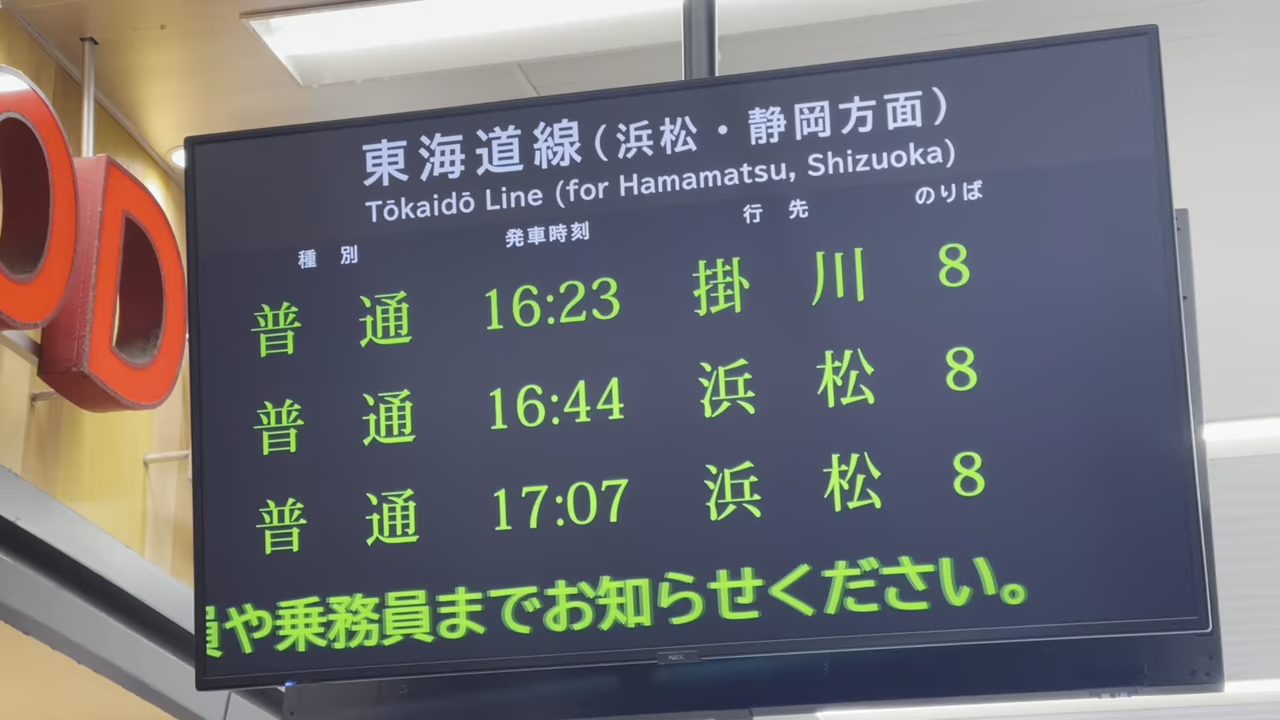 東海道線(浜松・静岡方面)
Tōkaidō Line (for Hamamatsu, Shizuoka)
種別 発車時刻 行先 のりば
普通 16:23 掛川 8
普通 16:44 浜松 8
普通 17:07 浜松 8
員や乗務員までお知らせください。
NEC
OD